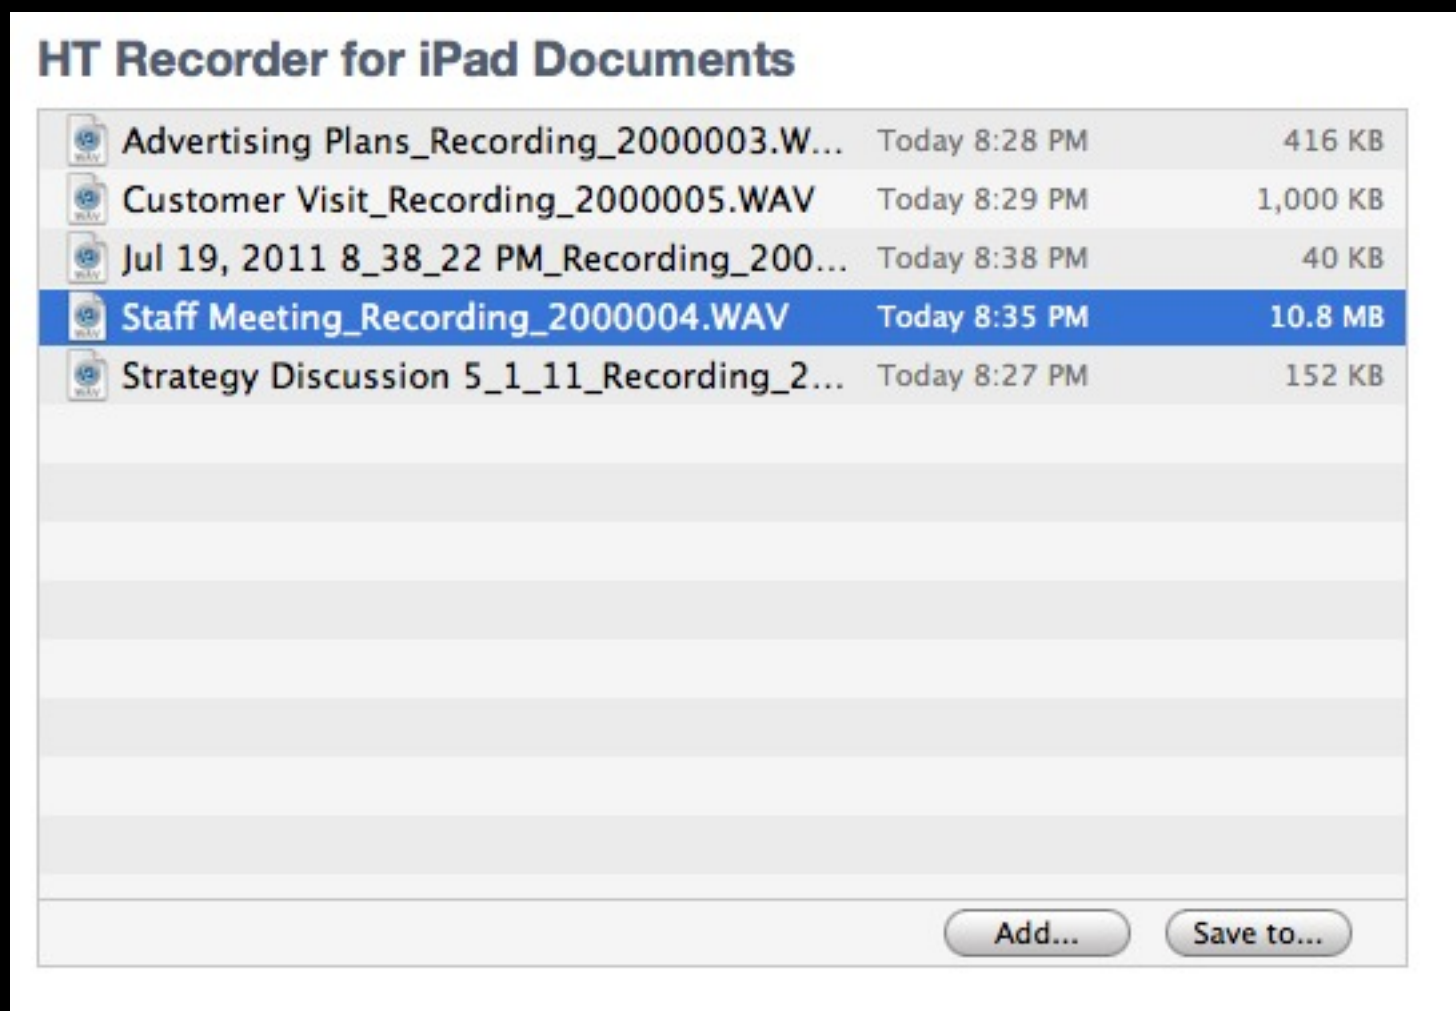 HT Recorder for iPad Documents
Advertising Plans_Recording_2000003.W... Today 8:28 PM 416 KB
Customer Visit_Recording_2000005.WAV Today 8:29 PM 1,000 KB
Jul 19, 2011 8_38_22 PM_Recording_200... Today 8:38 PM 40 KB
Staff Meeting_Recording_2000004.WAV Today 8:35 PM 10.8 MB
Strategy Discussion 5_1_11_Recording_2... Today 8:27 PM 152 KB
Add... Save to...